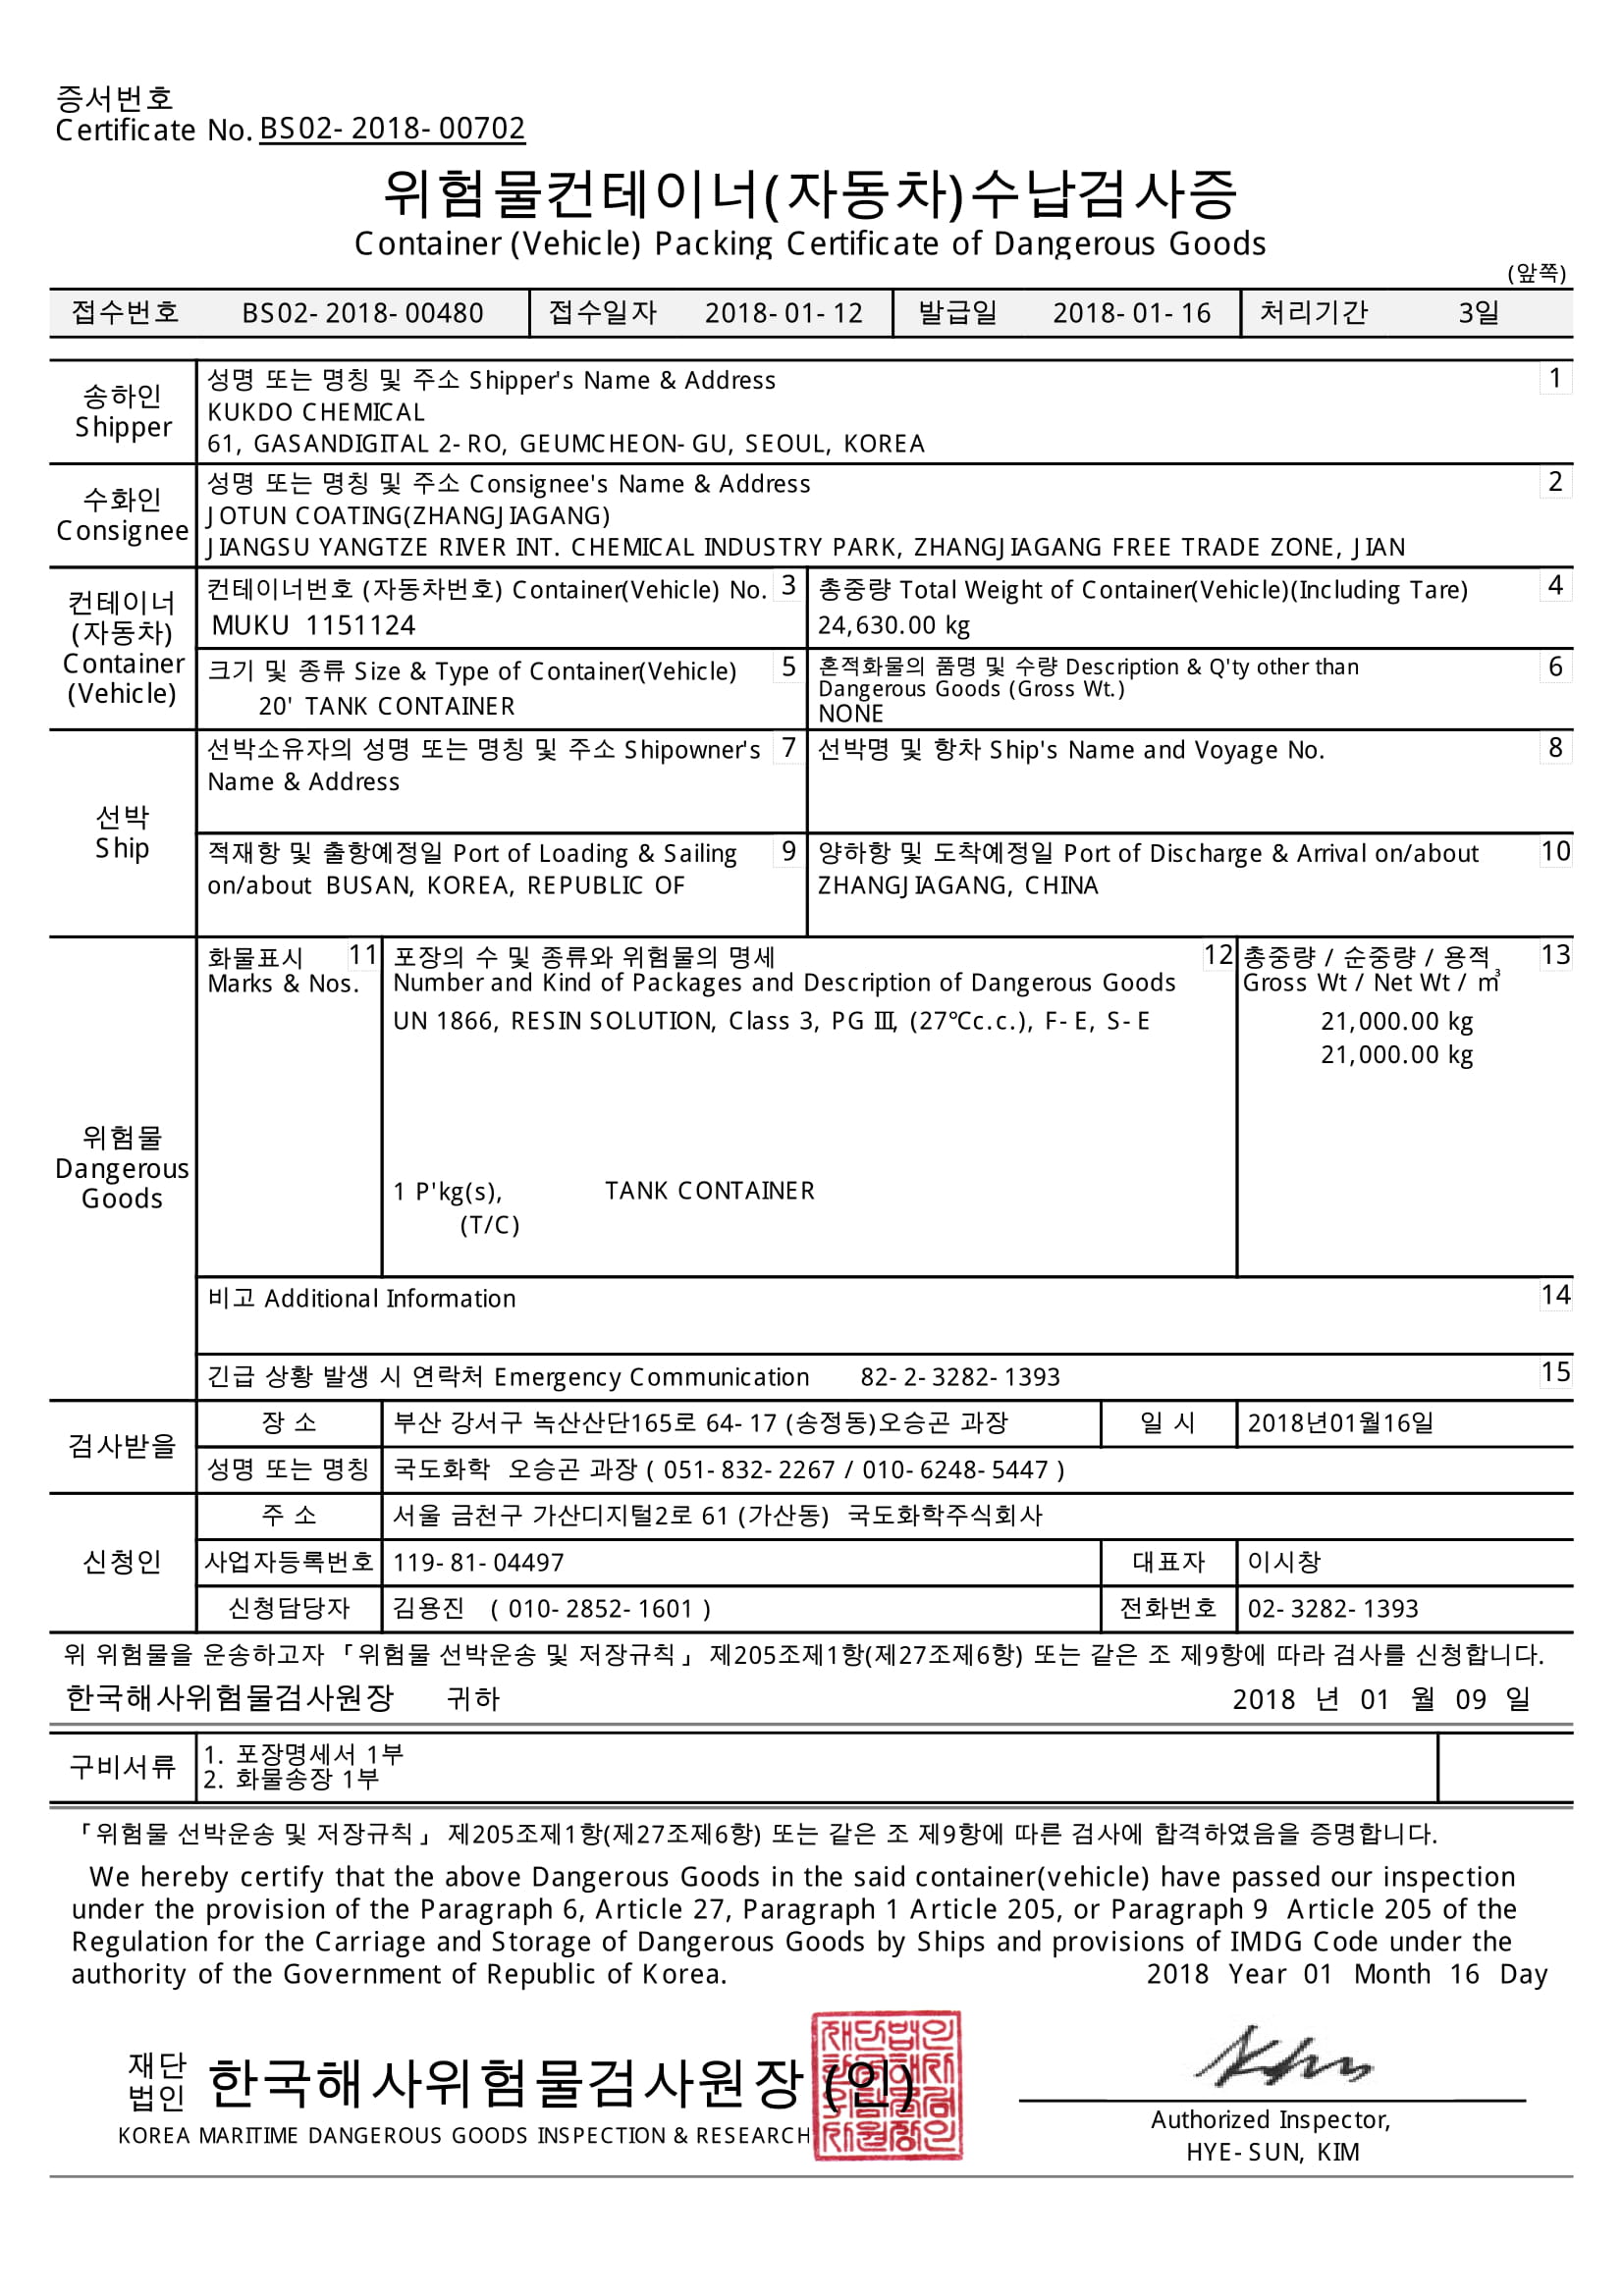 증서번호
Certificate No. BS02-2018-00702
위험물컨테이너(자동차)수납검사증
Container (Vehicle) Packing Certificate of Dangerous Goods
(앞쪽)
접수번호 BS02-2018-00480 접수일자 2018-01-12 발급일 2018-01-16 처리기간 3일
송하인
Shipper
성명 또는 명칭 및 주소 Shipper's Name & Address 1
KUKDO CHEMICAL
61, GASANDIGITAL 2-RO, GEUMCHEON-GU, SEOUL, KOREA
수화인
Consignee
성명 또는 명칭 및 주소 Consignee's Name & Address 2
JOTUN COATING(ZHANGJIAGANG)
JIANGSU YANGTZE RIVER INT. CHEMICAL INDUSTRY PARK, ZHANGJIAGANG FREE TRADE ZONE, JIAN
컨테이너
(자동차)
Container
(Vehicle)
컨테이너번호 (자동차번호) Container(Vehicle) No. 3
MUKU 1151124
총중량 Total Weight of Container(Vehicle)(Including Tare) 4
24,630.00 kg
크기 및 종류 Size & Type of Container(Vehicle) 5
20' TANK CONTAINER
혼적화물의 품명 및 수량 Description & Q'ty other than 6
Dangerous Goods (Gross Wt.)
NONE
선박
Ship
선박소유자의 성명 또는 명칭 및 주소 Shipowner's 7
Name & Address
선박명 및 항차 Ship's Name and Voyage No. 8
적재항 및 출항예정일 Port of Loading & Sailing 9
on/about BUSAN, KOREA, REPUBLIC OF
양하항 및 도착예정일 Port of Discharge & Arrival on/about 10
ZHANGJIAGANG, CHINA
위험물
Dangerous
Goods
화물표시 11
Marks & Nos.
포장의 수 및 종류와 위험물의 명세 12
Number and Kind of Packages and Description of Dangerous Goods
UN 1866, RESIN SOLUTION, Class 3, PG Ⅲ, (27℃c.c.), F-E, S-E
1 P'kg(s), TANK CONTAINER
(T/C)
총중량 / 순중량 / 용적 13
Gross Wt / Net Wt / ㎥
21,000.00 kg
21,000.00 kg
비고 Additional Information 14
긴급 상황 발생 시 연락처 Emergency Communication 82-2-3282-1393 15
검사받을
장 소 부산 강서구 녹산산단165로 64-17 (송정동)오승곤 과장 일 시 2018년01월16일
성명 또는 명칭 국도화학 오승곤 과장 ( 051-832-2267 / 010-6248-5447 )
신청인
주 소 서울 금천구 가산디지털2로 61 (가산동) 국도화학주식회사
사업자등록번호 119-81-04497 대표자 이시창
신청담당자 김용진 ( 010-2852-1601 ) 전화번호 02-3282-1393
위 위험물을 운송하고자 「위험물 선박운송 및 저장규칙」 제205조제1항(제27조제6항) 또는 같은 조 제9항에 따라 검사를 신청합니다.
한국해사위험물검사원장 귀하 2018 년 01 월 09 일
구비서류
1. 포장명세서 1부
2. 화물송장 1부
「위험물 선박운송 및 저장규칙」 제205조제1항(제27조제6항) 또는 같은 조 제9항에 따른 검사에 합격하였음을 증명합니다.
We hereby certify that the above Dangerous Goods in the said container(vehicle) have passed our inspection
under the provision of the Paragraph 6, Article 27, Paragraph 1 Article 205, or Paragraph 9 Article 205 of the
Regulation for the Carriage and Storage of Dangerous Goods by Ships and provisions of IMDG Code under the
authority of the Government of Republic of Korea. 2018 Year 01 Month 16 Day
재단
법인
한국해사위험물검사원장 (인)
KOREA MARITIME DANGEROUS GOODS INSPECTION & RESEARCH
Authorized Inspector,
HYE-SUN, KIM